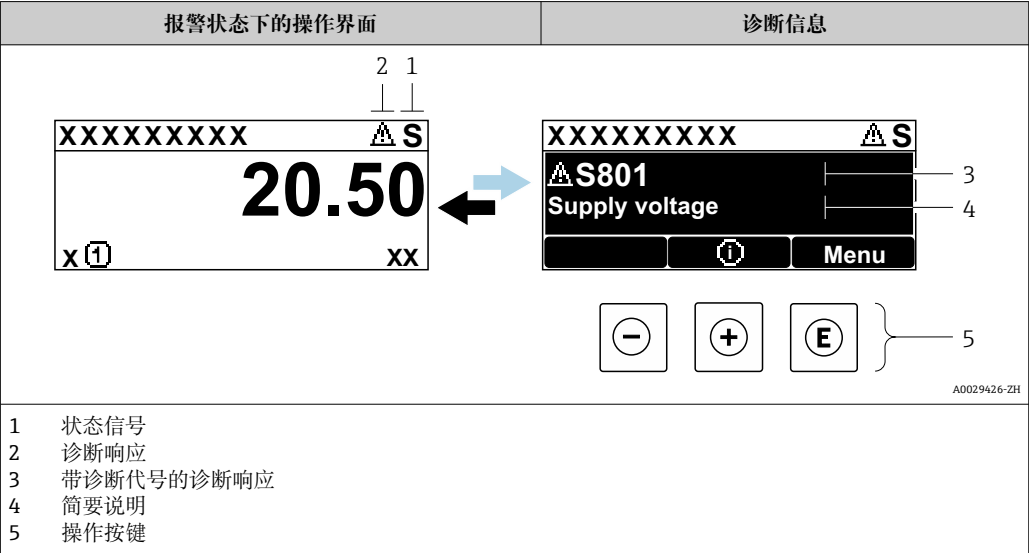 报警状态下的操作界面
诊断信息
2 1
XXXXXXXXX ⚠ S
20.50
x 1
XX
XXXXXXXXX ⚠ S
⚠S801
Supply voltage
i Menu
3
4
− + E
5
A0029426-ZH
1 状态信号
2 诊断响应
3 带诊断代号的诊断响应
4 简要说明
5 操作按键